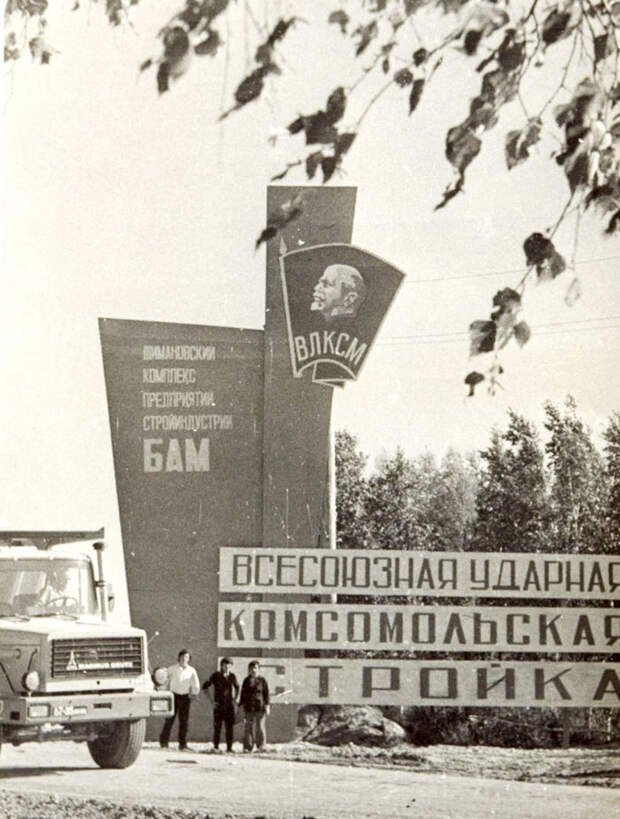 ШИМАНОВСКИЙ
КОМПЛЕКС
ПРЕДПРИЯТИЙ
СТРОЙИНДУСТРИИ
БАМ
ВЛКСМ
ВСЕСОЮЗНАЯ УДАРНАЯ
КОМСОМОЛЬСКАЯ
СТРОЙКА